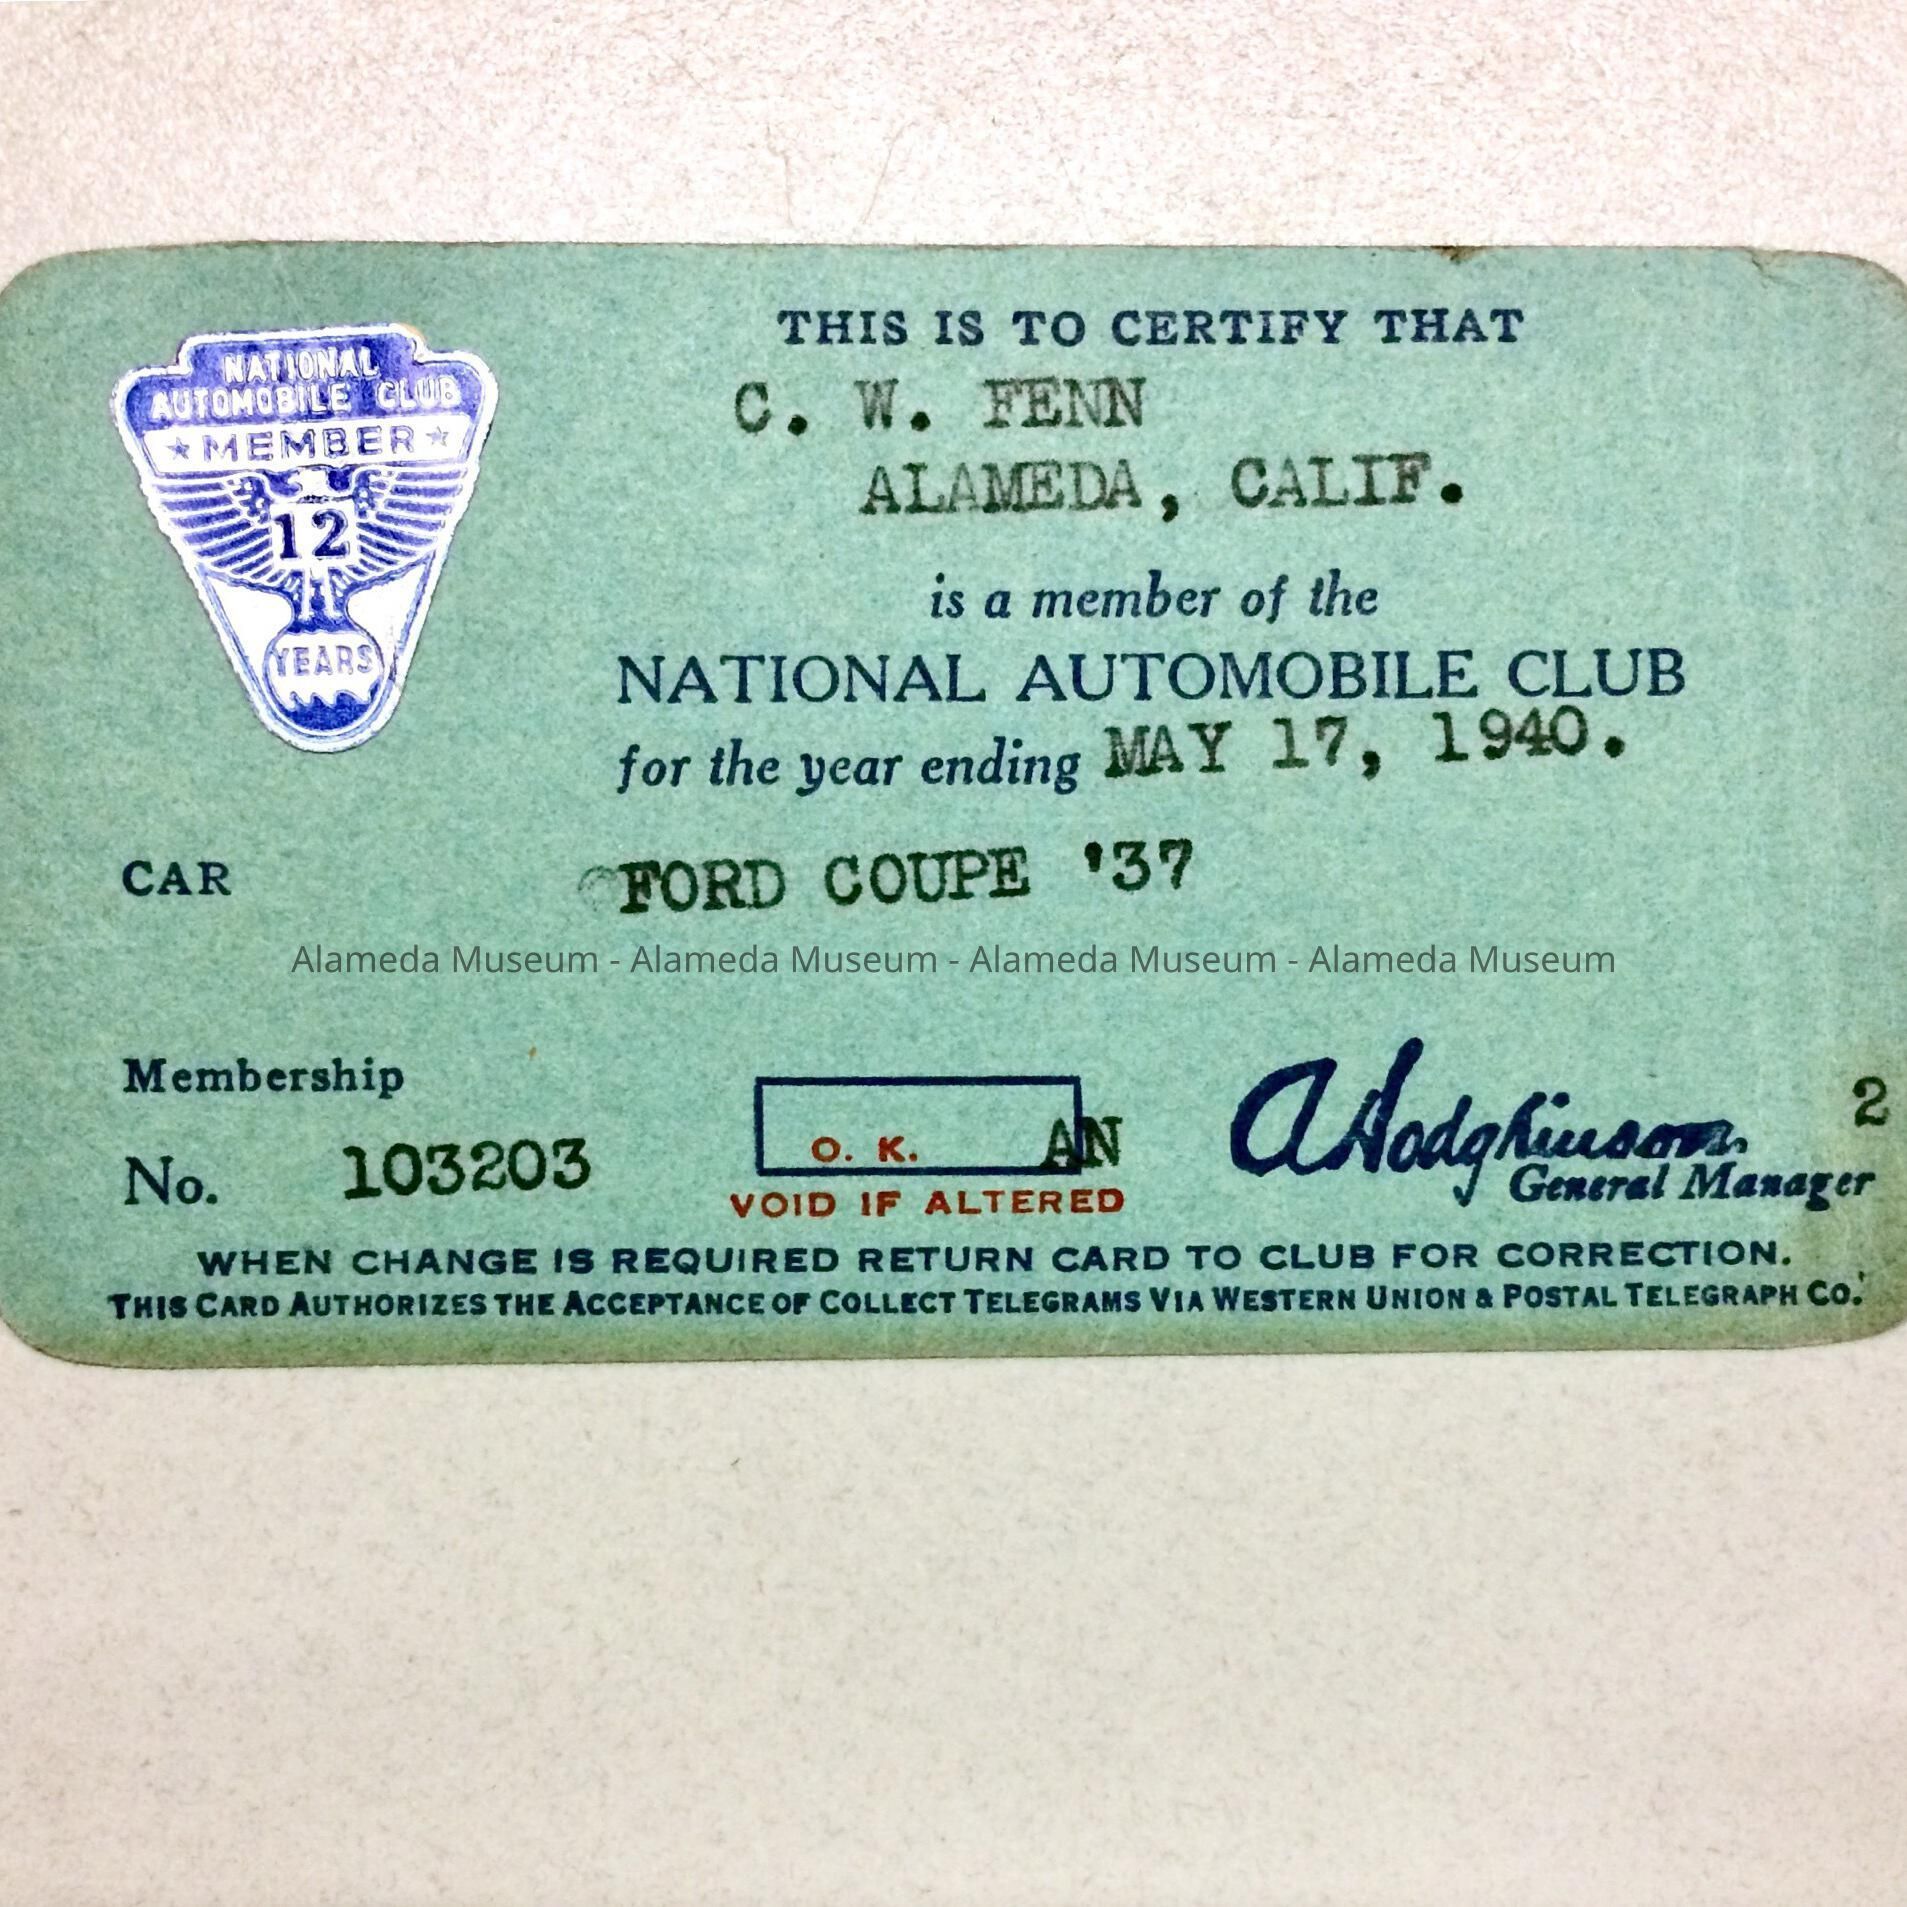 NATIONAL
AUTOMOBILE CLUB
★ MEMBER ★
12
YEARS
THIS IS TO CERTIFY THAT
C. W. FENN
ALAMEDA, CALIF.
is a member of the
NATIONAL AUTOMOBILE CLUB
for the year ending MAY 17, 1940.
CAR FORD COUPE '37
Alameda Museum - Alameda Museum - Alameda Museum - Alameda Museum
Membership
No. 103203
O. K. AN
VOID IF ALTERED
A Hodghinson
General Manager
2
WHEN CHANGE IS REQUIRED RETURN CARD TO CLUB FOR CORRECTION.
THIS CARD AUTHORIZES THE ACCEPTANCE OF COLLECT TELEGRAMS VIA WESTERN UNION & POSTAL TELEGRAPH CO.